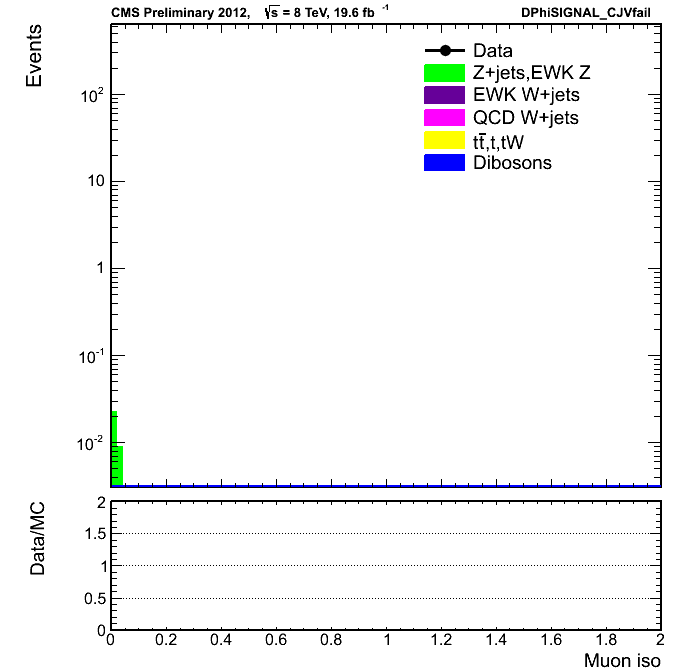 CMS Preliminary 2012, √s = 8 TeV, 19.6 fb⁻¹ DPhiSIGNAL_CJVfail
Events
Data
Z+jets,EWK Z
EWK W+jets
QCD W+jets
tt̅,t,tW
Dibosons
10²
10
1
10⁻¹
10⁻²
Data/MC
2
1.5
1
0.5
0
0 0.2 0.4 0.6 0.8 1 1.2 1.4 1.6 1.8 2
Muon iso